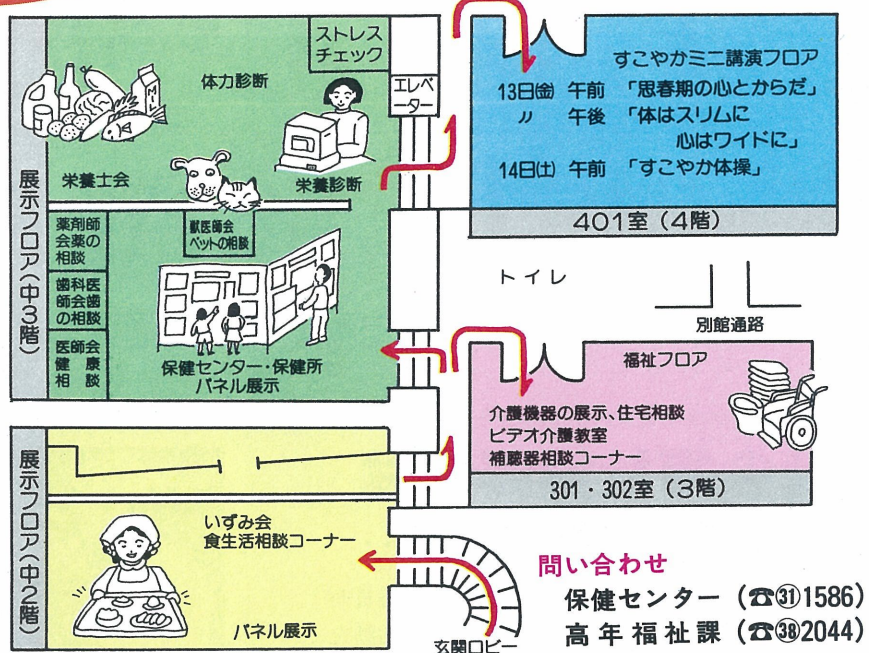 ストレス
チェック
体力診断
エレベ
ーター
栄養士会
栄養診断
展示フロア(中3階)
薬剤師
会薬の
相談
獣医師会
ペットの相談
歯科医
師会歯
の相談
医師会
健康
相談
保健センター・保健所
パネル展示
すこやかミニ講演フロア
13日㈮ 午前 「思春期の心とからだ」
〃 午後 「体はスリムに
心はワイドに」
14日㈯ 午前 「すこやか体操」
401室(4階)
トイレ
別館通路
福祉フロア
介護機器の展示、住宅相談
ビデオ介護教室
補聴器相談コーナー
301・302室(3階)
展示フロア(中2階)
いずみ会
食生活相談コーナー
パネル展示
玄関ロビー
問い合わせ
保健センター(☎㉛1586)
高年福祉課(☎㊳2044)